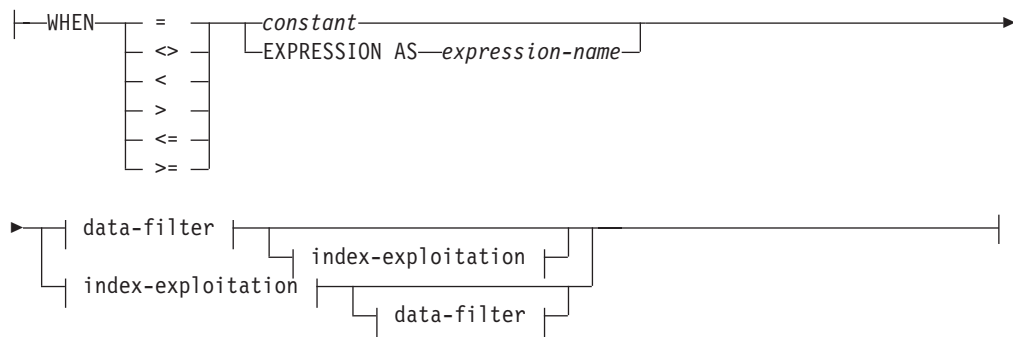 WHEN = constant
<> EXPRESSION AS expression-name
<
>
<=
>=
data-filter
index-exploitation
index-exploitation
data-filter